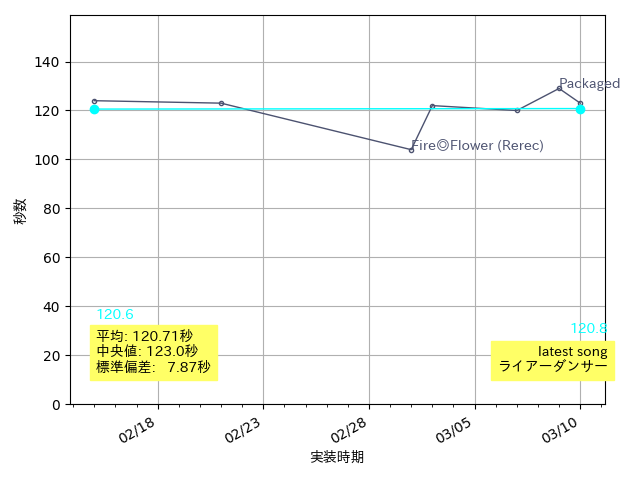 140
120
100
80
60
40
20
0
秒数
Packaged
Fire◎Flower (Rerec)
120.6
平均: 120.71秒
中央値: 123.0秒
標準偏差: 7.87秒
120.8
latest song
ライアーダンサー
02/18
02/23
02/28
03/05
03/10
実装時期